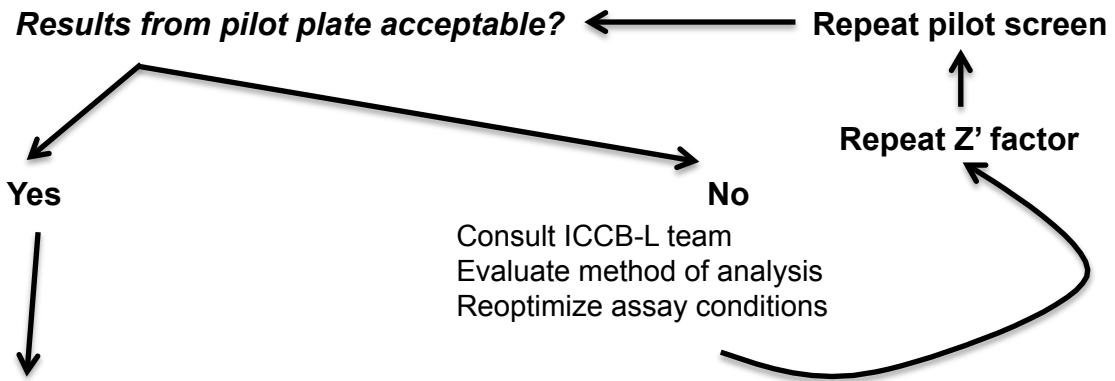 Results from pilot plate acceptable?
Repeat pilot screen
Repeat Z' factor
Yes
No
Consult ICCB-L team
Evaluate method of analysis
Reoptimize assay conditions